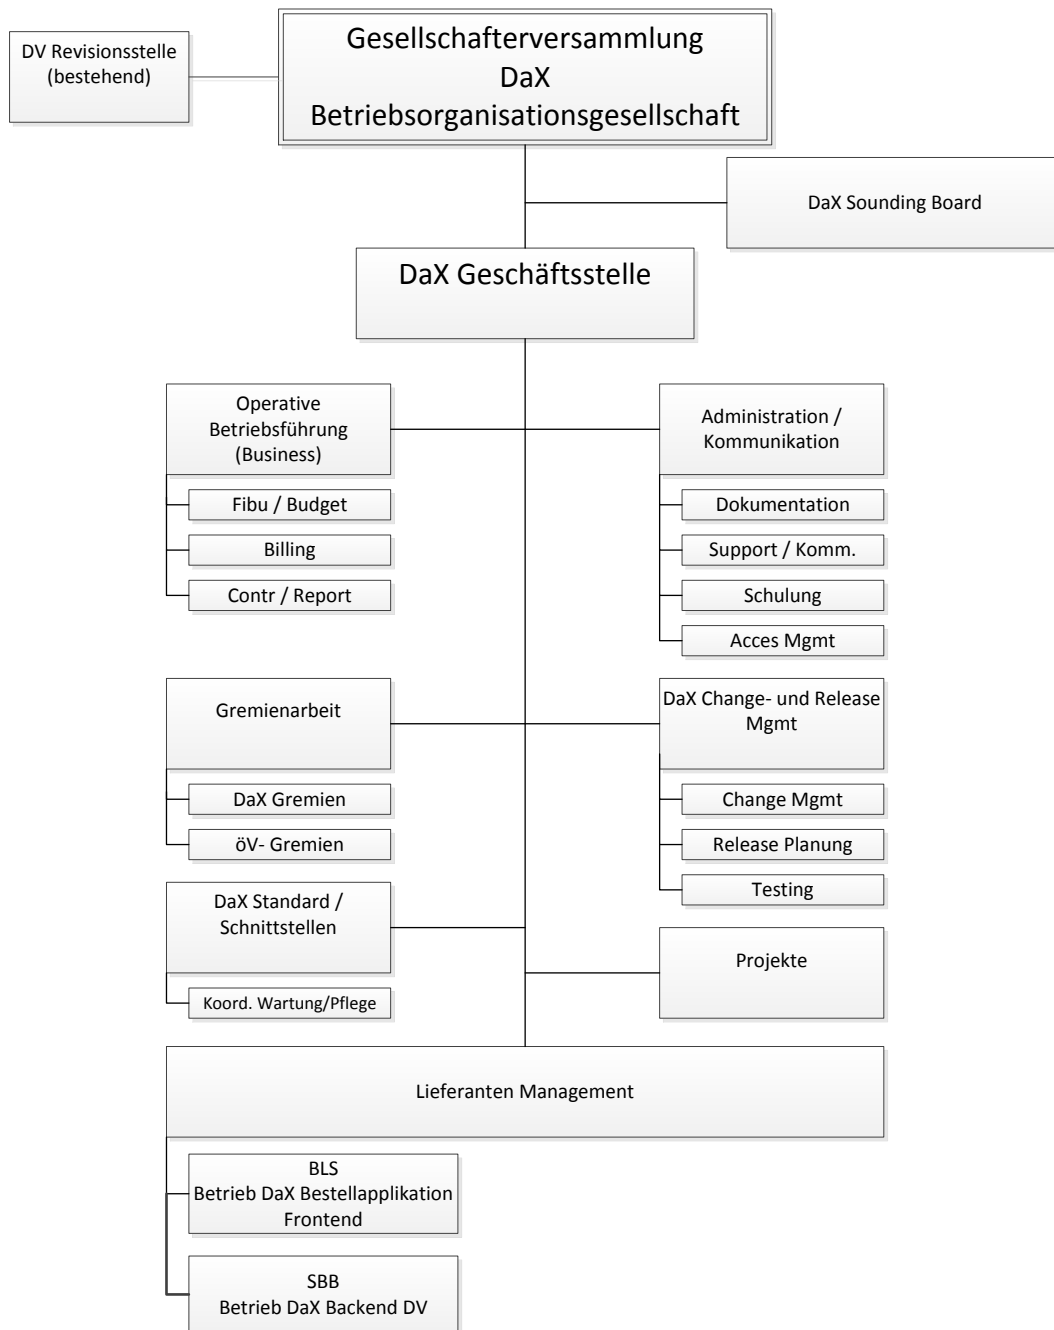 DV Revisionsstelle
(bestehend)
Gesellschafterversammlung
DaX
Betriebsorganisationsgesellschaft
DaX Sounding Board
DaX Geschäftsstelle
Operative
Betriebsführung
(Business)
Fibu / Budget
Billing
Contr / Report
Administration /
Kommunikation
Dokumentation
Support / Komm.
Schulung
Acces Mgmt
Gremienarbeit
DaX Gremien
öV- Gremien
DaX Change- und Release
Mgmt
Change Mgmt
Release Planung
Testing
DaX Standard /
Schnittstellen
Koord. Wartung/Pflege
Projekte
Lieferanten Management
BLS
Betrieb DaX Bestellapplikation
Frontend
SBB
Betrieb DaX Backend DV